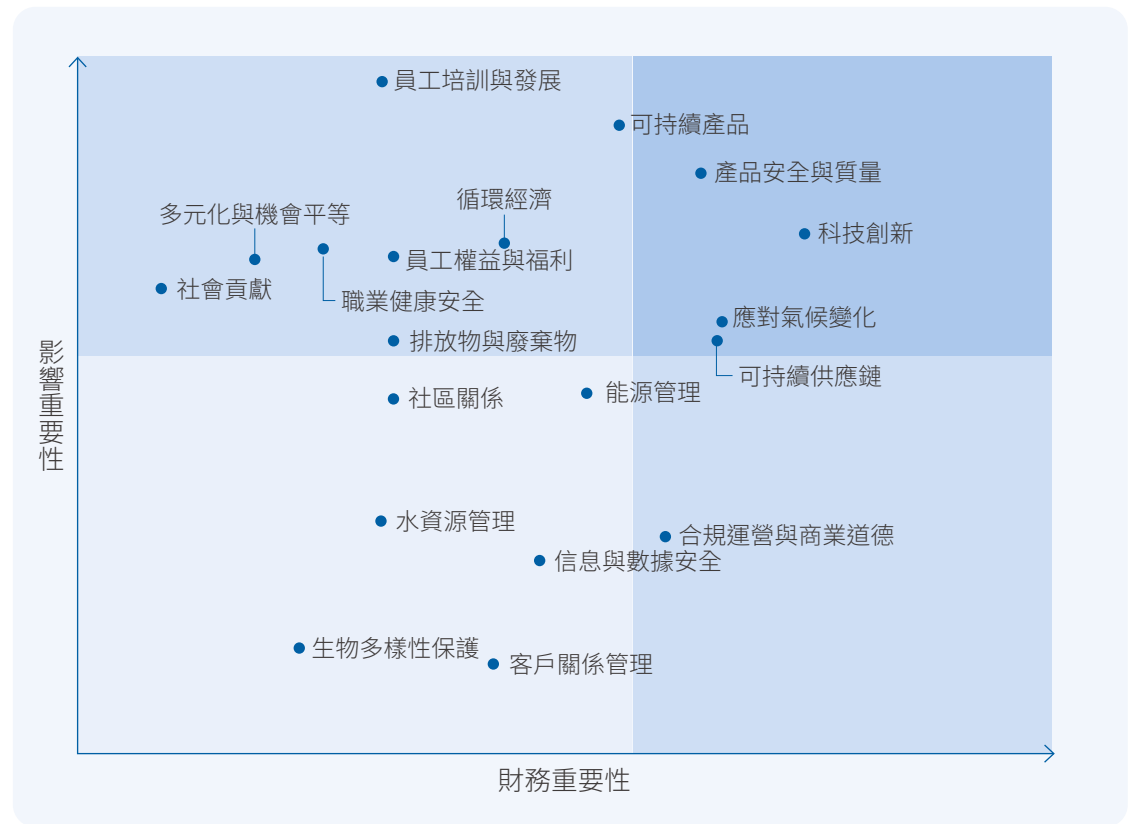 員工培訓與發展
可持續產品
產品安全與質量
循環經濟
多元化與機會平等
科技創新
員工權益與福利
社會貢獻
職業健康安全
應對氣候變化
排放物與廢棄物
可持續供應鏈
能源管理
社區關係
影響重要性
水資源管理
合規運營與商業道德
信息與數據安全
生物多樣性保護
客戶關係管理
財務重要性